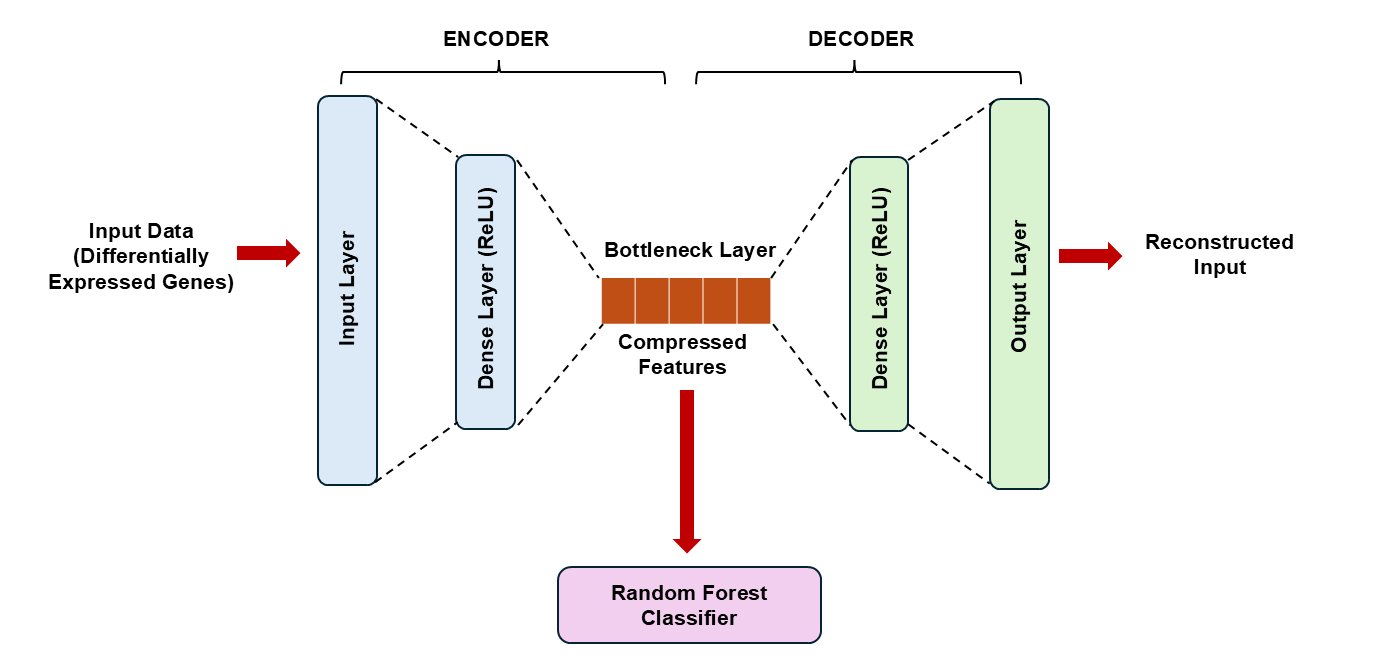 ENCODER
DECODER
Input Data
(Differentially
Expressed Genes)
Input Layer
Dense Layer (ReLU)
Bottleneck Layer
Compressed
Features
Dense Layer (ReLU)
Output Layer
Reconstructed
Input
Random Forest
Classifier